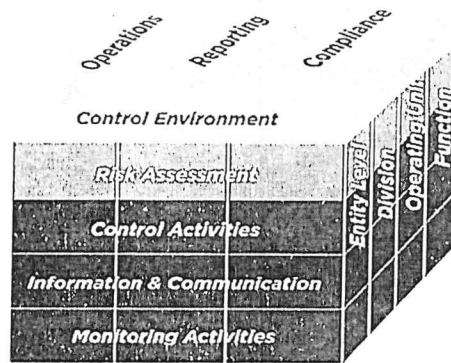 Operations
Reporting
Compliance
Control Environment
Risk Assessment
Control Activities
Information & Communication
Monitoring Activities
Entity Level
Division
Operating Unit
Function